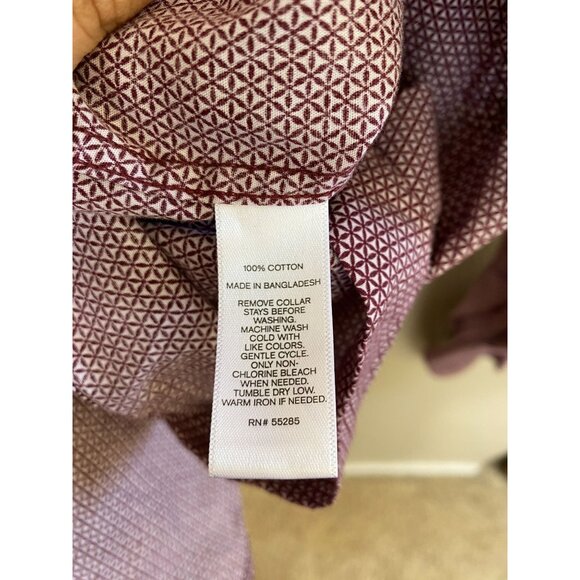 100% COTTON
MADE IN BANGLADESH
REMOVE COLLAR
STAYS BEFORE
WASHING.
MACHINE WASH
COLD WITH
LIKE COLORS.
GENTLE CYCLE.
ONLY NON-
CHLORINE BLEACH
WHEN NEEDED.
TUMBLE DRY LOW.
WARM IRON IF NEEDED.
RN# 55285